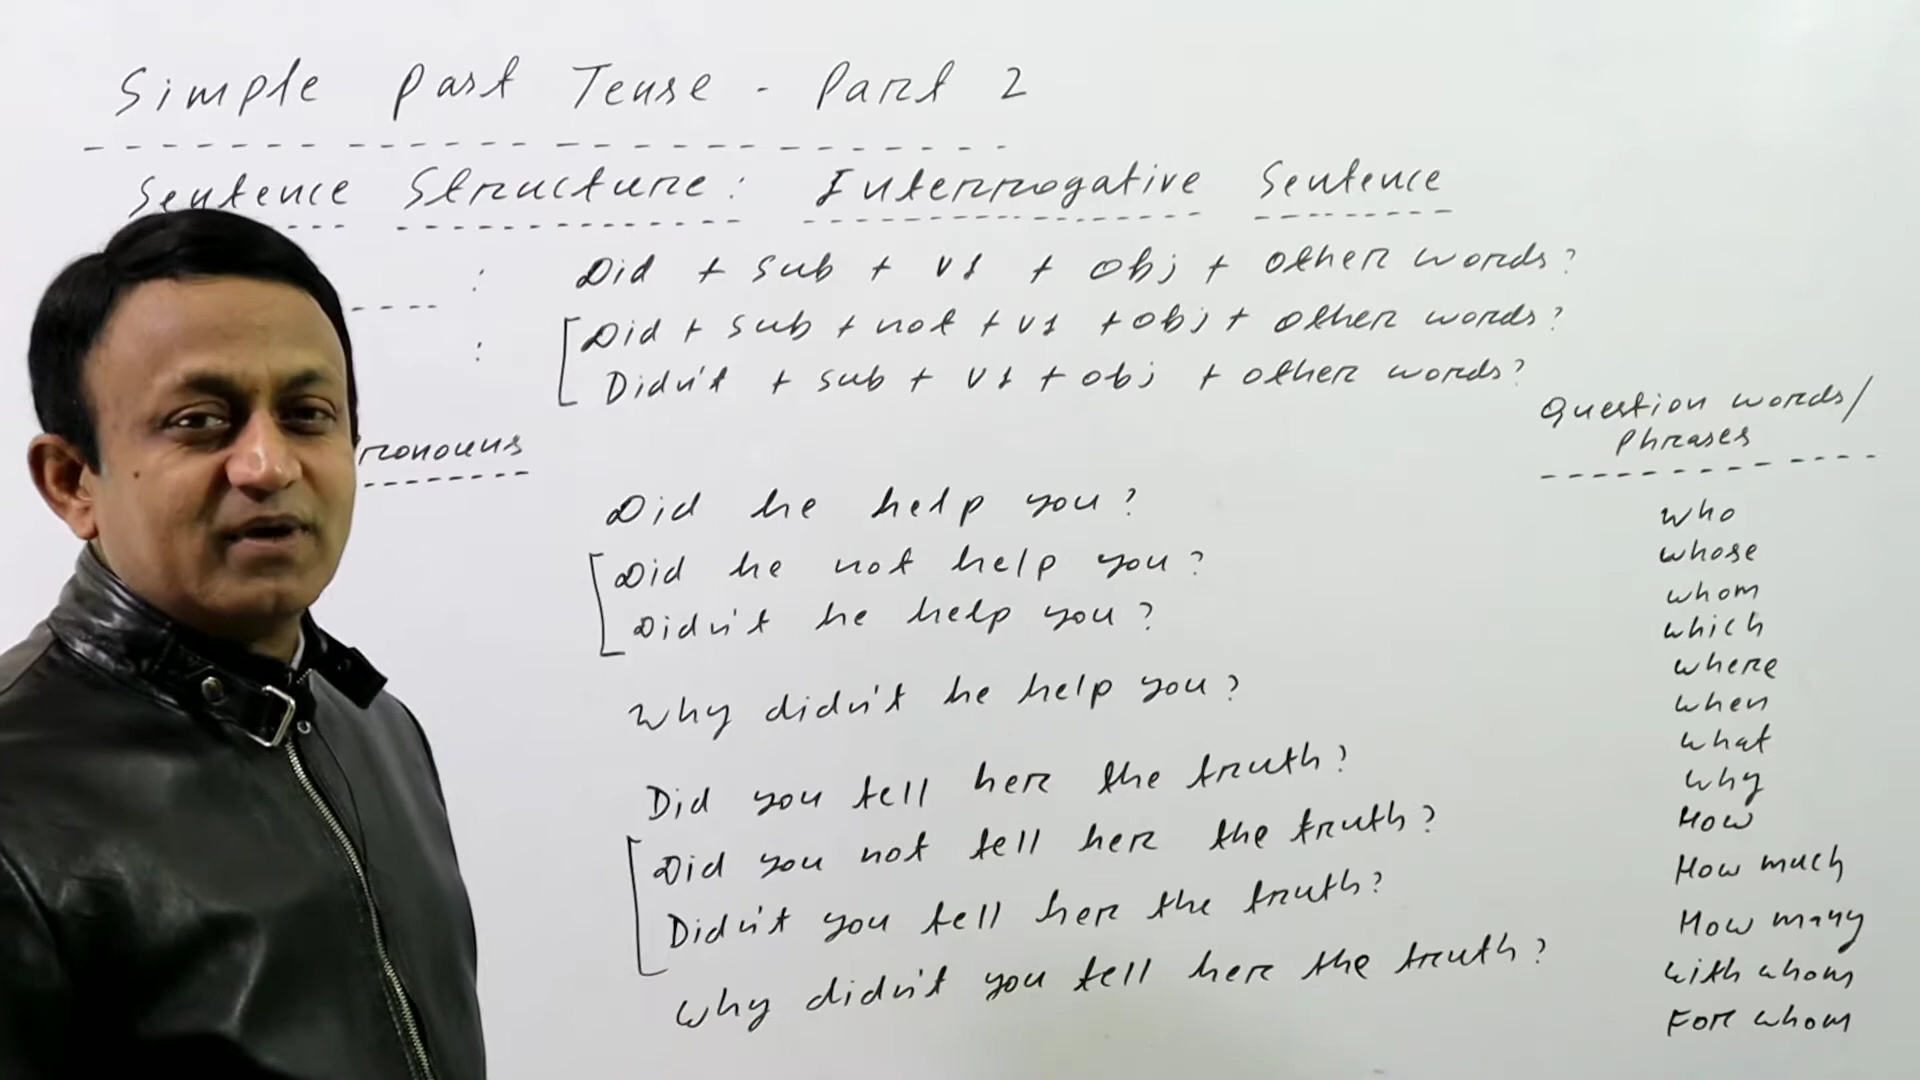 Simple Past Tense - Part 2
Sentence Structure: Interrogative Sentence
: Did + sub + V1 + obj + other words?
: Did + sub + not + V1 + obj + other words?
Didn't + sub + V1 + obj + other words?
Question words/
Phrases
Did he help you?
Did he not help you?
Didn't he help you?
Why didn't he help you?
Did you tell her the truth?
Did you not tell her the truth?
Didn't you tell her the truth?
Why didn't you tell her the truth?
who
whose
whom
which
where
when
what
why
How
How much
How many
with whom
For whom